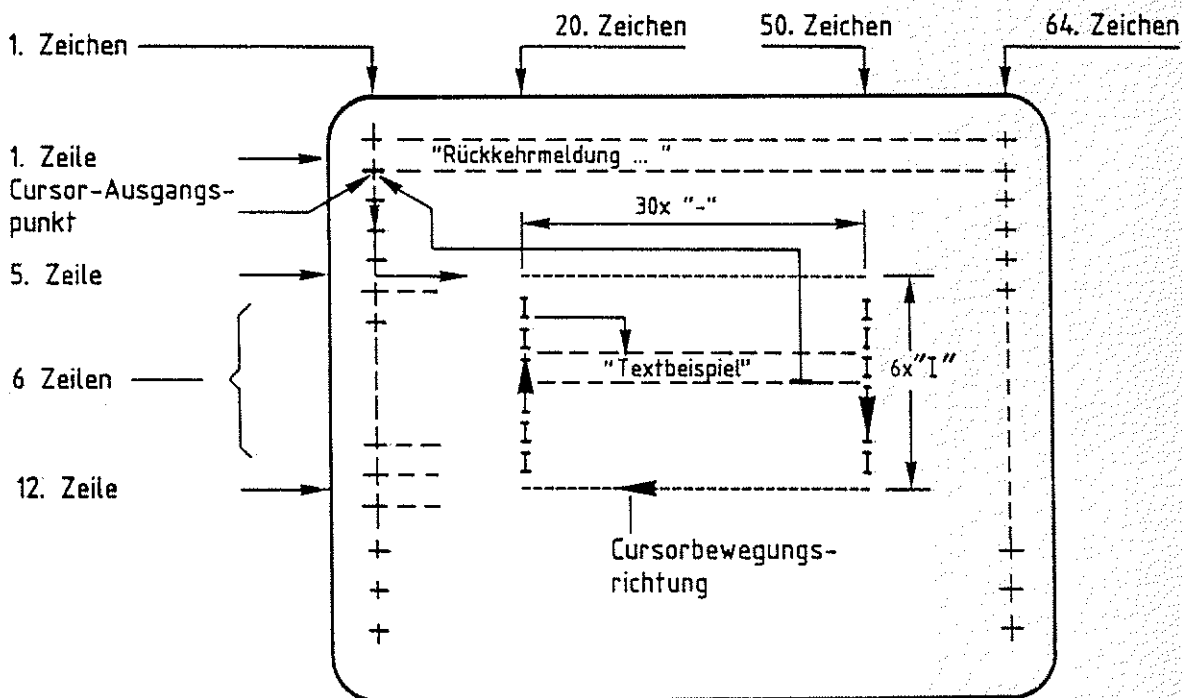 1. Zeichen
20. Zeichen
50. Zeichen
64. Zeichen
1. Zeile
"Rückkehrmeldung ... "
Cursor-Ausgangs-
punkt
30x "-"
5. Zeile
6 Zeilen
"Textbeispiel"
6x"I"
12. Zeile
Cursorbewegungs-
richtung